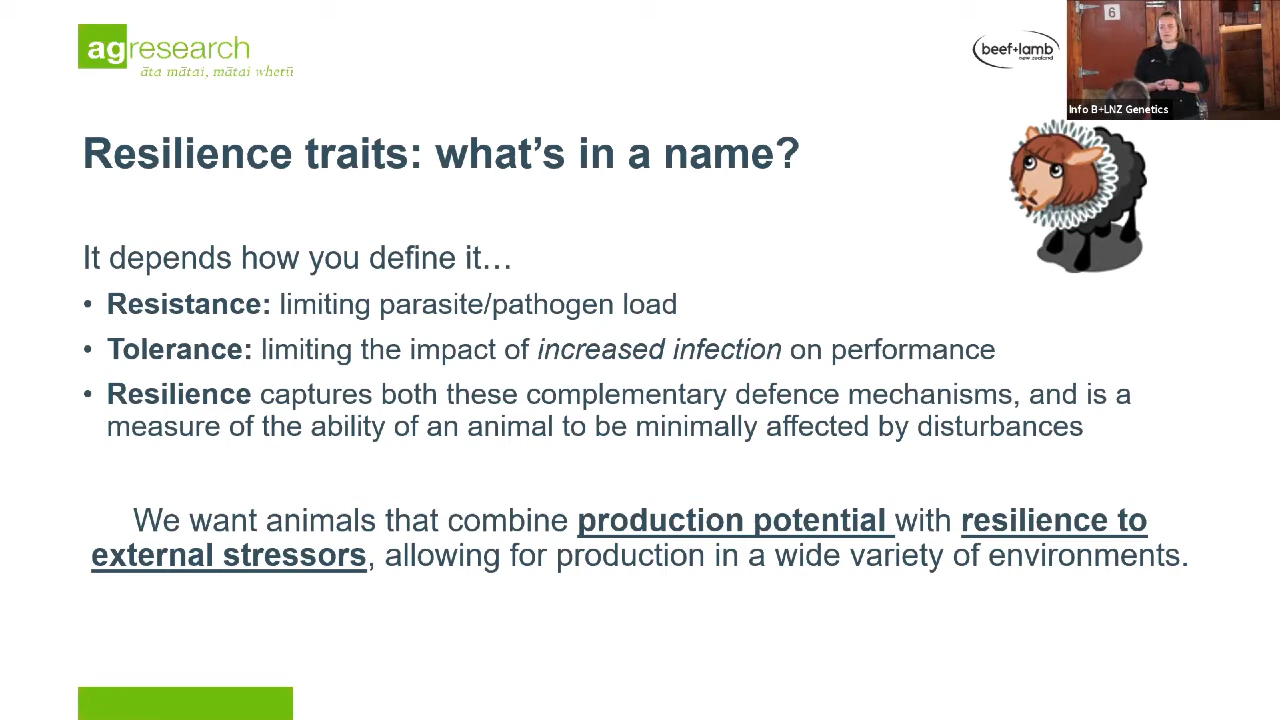 agresearch
āta mātai, mātai whetū
beef+lamb
new zealand
6
Info B+LNZ Genetics
Resilience traits: what's in a name?
It depends how you define it…
• Resistance: limiting parasite/pathogen load
• Tolerance: limiting the impact of increased infection on performance
• Resilience captures both these complementary defence mechanisms, and is a
measure of the ability of an animal to be minimally affected by disturbances
We want animals that combine production potential with resilience to
external stressors, allowing for production in a wide variety of environments.